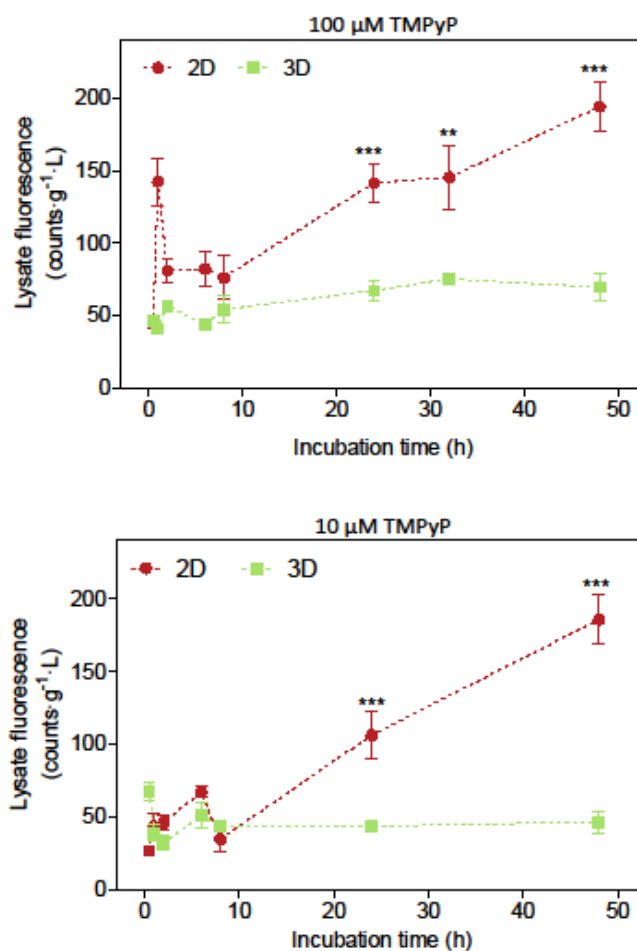 100 µM TMPyP
2D 3D
***
200
*** **
150
100
50
0
0 10 20 30 40 50
Lysate fluorescence
(counts·g⁻¹·L)
Incubation time (h)
10 µM TMPyP
2D 3D
***
200
150
***
100
50
0
0 10 20 30 40 50
Lysate fluorescence
(counts·g⁻¹·L)
Incubation time (h)